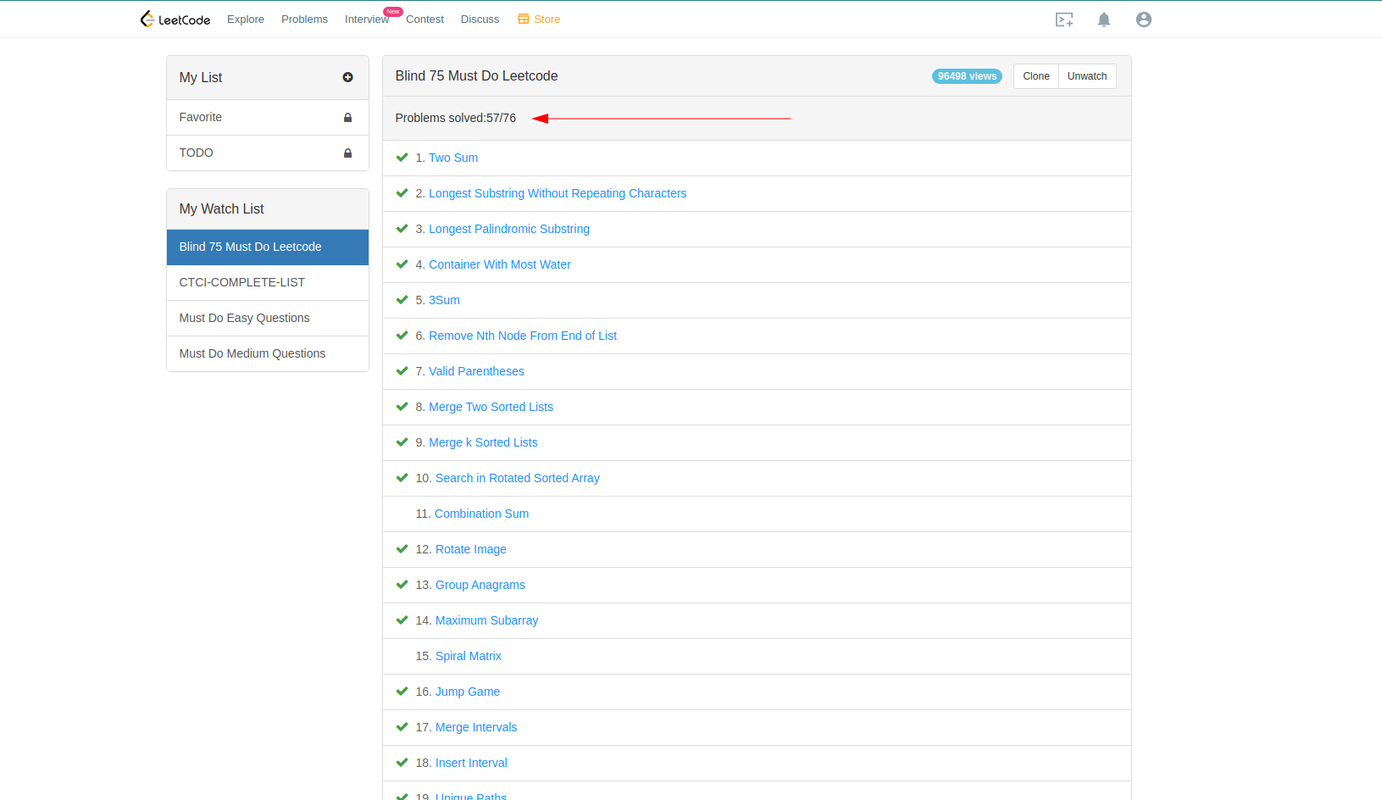 LeetCode Explore Problems Interview New Contest Discuss Store
My List
Favorite
TODO
My Watch List
Blind 75 Must Do Leetcode
CTCI-COMPLETE-LIST
Must Do Easy Questions
Must Do Medium Questions
Blind 75 Must Do Leetcode 96498 views Clone Unwatch
Problems solved:57/76
1. Two Sum
2. Longest Substring Without Repeating Characters
3. Longest Palindromic Substring
4. Container With Most Water
5. 3Sum
6. Remove Nth Node From End of List
7. Valid Parentheses
8. Merge Two Sorted Lists
9. Merge k Sorted Lists
10. Search in Rotated Sorted Array
11. Combination Sum
12. Rotate Image
13. Group Anagrams
14. Maximum Subarray
15. Spiral Matrix
16. Jump Game
17. Merge Intervals
18. Insert Interval
19. Unique Paths